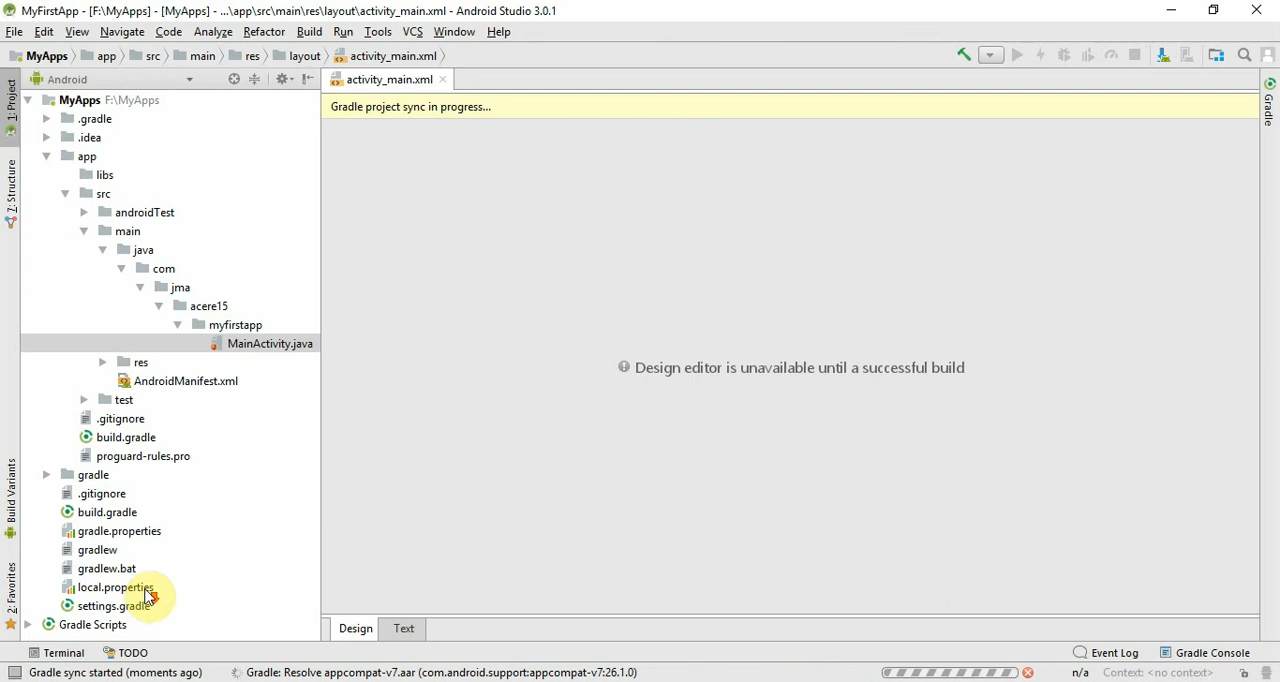 MyFirstApp - [F:\MyApps] - [MyApps] - ...\app\src\main\res\layout\activity_main.xml - Android Studio 3.0.1
File Edit View Navigate Code Analyze Refactor Build Run Tools VCS Window Help
MyApps app src main res layout activity_main.xml
Android
activity_main.xml
1: Project
Z: Structure
Build Variants
2: Favorites
Gradle
MyApps F:\MyApps
.gradle
.idea
app
libs
src
androidTest
main
java
com
jma
acere15
myfirstapp
MainActivity.java
res
AndroidManifest.xml
test
.gitignore
build.gradle
proguard-rules.pro
gradle
.gitignore
build.gradle
gradle.properties
gradlew
gradlew.bat
local.properties
settings.gradle
Gradle Scripts
Gradle project sync in progress...
Design editor is unavailable until a successful build
Design Text
Terminal TODO Event Log Gradle Console
Gradle sync started (moments ago) Gradle: Resolve appcompat-v7.aar (com.android.support:appcompat-v7:26.1.0) n/a Context: <no context>